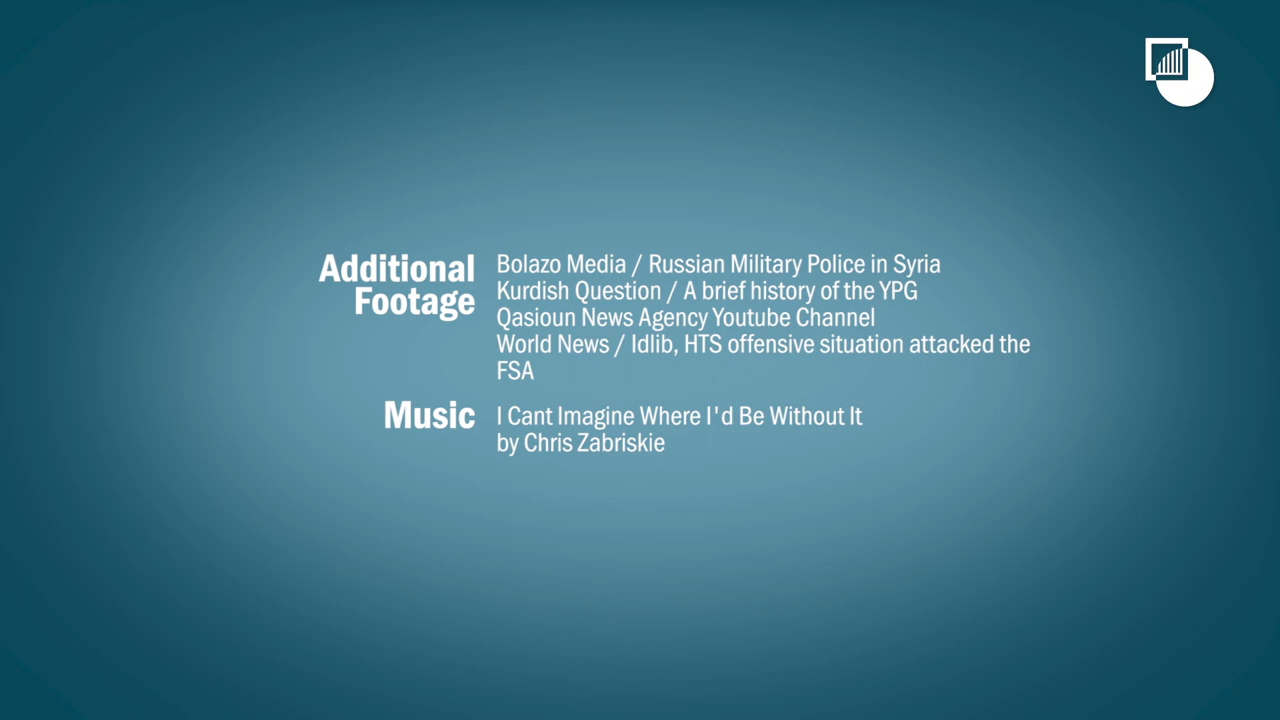 Additional
Footage
Bolazo Media / Russian Military Police in Syria
Kurdish Question / A brief history of the YPG
Qasioun News Agency Youtube Channel
World News / Idlib, HTS offensive situation attacked the
FSA
Music
I Cant Imagine Where I'd Be Without It
by Chris Zabriskie